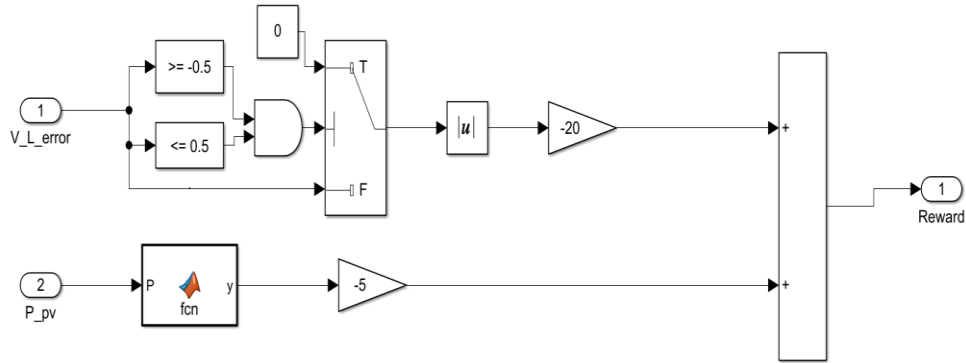 0
>= -0.5
T
1
V_L_error
|u|
-20
+
<= 0.5
F
1
Reward
2
P_pv
P
fcn
y
-5
+